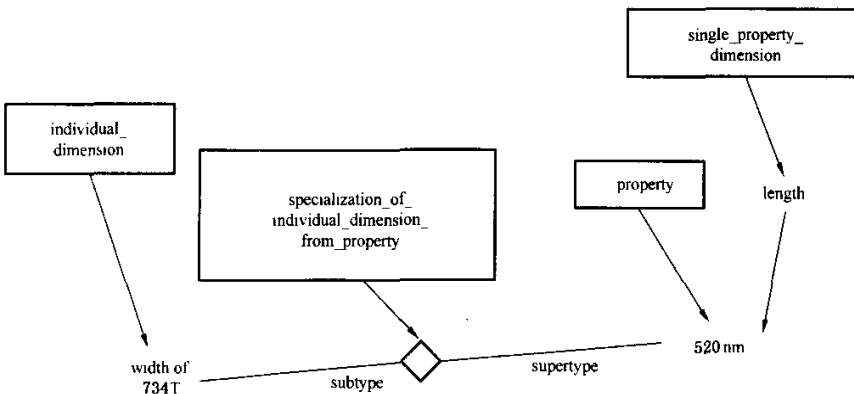 single_property_
dimension
individual_
dimension
specialization_of_
individual_dimension_
from_property
property
length
width of
734T
subtype
supertype
520 nm